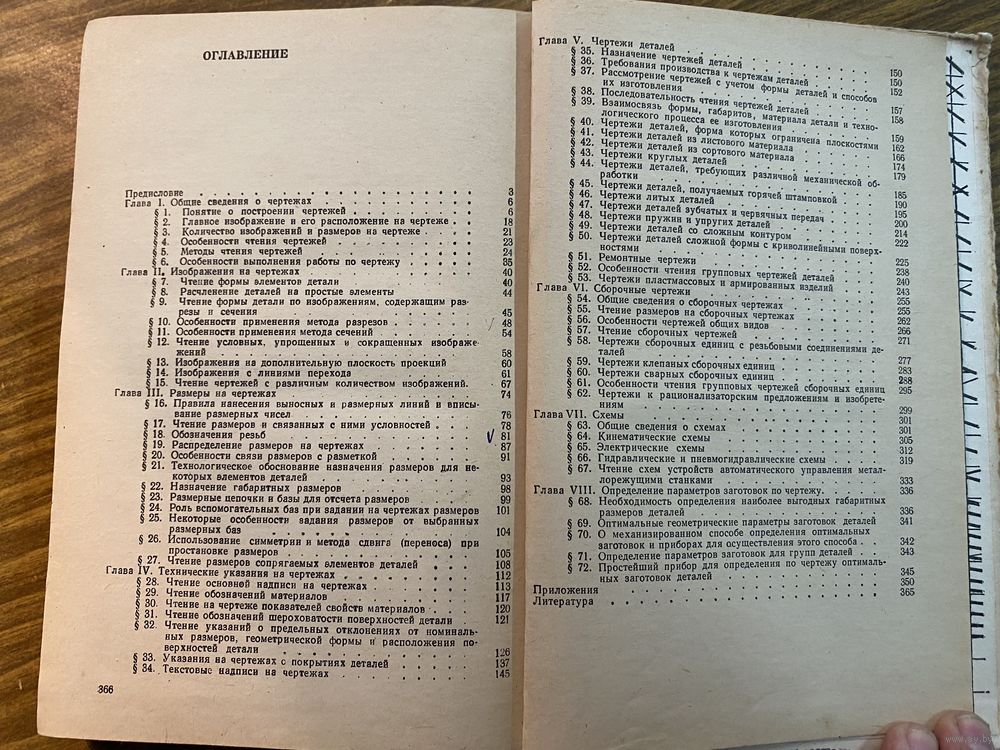 ОГЛАВЛЕНИЕ
Предисловие 3
Глава I. Общие сведения о чертежах 6
§ 1. Понятие о построении чертежей 6
§ 2. Главное изображение и его расположение на чертеже 18
§ 3. Количество изображений и размеров на чертеже 21
§ 4. Особенности чтения чертежей 23
§ 5. Методы чтения чертежей 24
§ 6. Особенности выполнения работы по чертежу 35
Глава II. Изображения на чертежах 40
§ 7. Чтение формы элементов детали 40
§ 8. Расчленение деталей на простые элементы 44
§ 9. Чтение формы детали по изображениям, содержащим раз-
резы и сечения 45
§ 10. Особенности применения метода разрезов 48
§ 11. Особенности применения метода сечений 54
§ 12. Чтение условных, упрощенных и сокращенных изображе-
жений 58
§ 13. Изображения на дополнительную плоскость проекций 60
§ 14. Изображения с линиями перехода 61
§ 15. Чтение чертежей с различным количеством изображений. 67
Глава III. Размеры на чертежах 74
§ 16. Правила нанесения выносных и размерных линий и вписы-
вание размерных чисел 76
§ 17. Чтение размеров и связанных с ними условностей 78
§ 18. Обозначения резьб 81
§ 19. Распределение размеров на чертежах 87
§ 20. Особенности связи размеров с разметкой 91
§ 21. Технологическое обоснование назначения размеров для не-
которых элементов деталей 93
§ 22. Назначение габаритных размеров 98
§ 23. Размерные цепочки и базы для отсчета размеров 99
§ 24. Роль вспомогательных баз при задании на чертежах размеров 101
§ 25. Некоторые особенности задания размеров от выбранных
размерных баз 104
§ 26. Использование симметрии и метода сдвига (переноса) при
простановке размеров 105
§ 27. Чтение размеров сопрягаемых элементов деталей 108
Глава IV. Технические указания на чертежах 112
§ 28. Чтение основной надписи на чертежах 113
§ 29. Чтение обозначений материалов 117
§ 30. Чтение на чертеже показателей свойств материалов 120
§ 31. Чтение обозначений шероховатости поверхностей детали 121
§ 32. Чтение указаний о предельных отклонениях от номиналь-
ных размеров, геометрической формы и расположения по-
верхностей детали 126
§ 33. Указания на чертежах о покрытиях деталей 137
§ 34. Текстовые надписи на чертежах 145
366
Глава V. Чертежи деталей 150
§ 35. Назначение чертежей деталей 150
§ 36. Требования производства к чертежам деталей 152
§ 37. Рассмотрение чертежей с учетом формы деталей и способов
их изготовления 157
§ 38. Последовательность чтения чертежей деталей 158
§ 39. Взаимосвязь формы, габаритов, материала детали и техно-
логического процесса ее изготовления 159
§ 40. Чертежи деталей, форма которых ограничена плоскостями 162
§ 41. Чертежи деталей из листового материала 166
§ 42. Чертежи деталей из сортового материала 174
§ 43. Чертежи круглых деталей 179
§ 44. Чертежи деталей, требующих различной механической об-
работки 185
§ 45. Чертежи деталей, получаемых горячей штамповкой 190
§ 46. Чертежи литых деталей 195
§ 47. Чертежи деталей зубчатых и червячных передач 200
§ 48. Чертежи пружин и упругих деталей 214
§ 49. Чертежи деталей со сложным контуром 222
§ 50. Чертежи деталей сложной формы с криволинейными поверх-
ностями 225
§ 51. Ремонтные чертежи 238
§ 52. Особенности чтения групповых чертежей деталей 240
§ 53. Чертежи пластмассовых и армированных изделий 243
Глава VI. Сборочные чертежи 255
§ 54. Общие сведения о сборочных чертежах 255
§ 55. Чтение размеров на сборочных чертежах 262
§ 56. Особенности чертежей общих видов 266
§ 57. Чтение сборочных чертежей 271
§ 58. Чертежи сборочных единиц с резьбовыми соединениями де-
талей 277
§ 59. Чертежи клепаных сборочных единиц 283
§ 60. Чертежи сварных сборочных единиц 288
§ 61. Особенности чтения групповых чертежей сборочных единиц 295
§ 62. Чертежи к рационализаторским предложениям и изобрете-
ниям 299
Глава VII. Схемы 301
§ 63. Общие сведения о схемах 301
§ 64. Кинематические схемы 305
§ 65. Электрические схемы 312
§ 66. Гидравлические и пневмогидравлические схемы 319
§ 67. Чтение схем устройств автоматического управления метал-
лорежущими станками 333
Глава VIII. Определение параметров заготовок по чертежу. 336
§ 68. Необходимость определения наиболее выгодных габаритных
размеров деталей 336
§ 69. Оптимальные геометрические параметры заготовок деталей 341
§ 70. О механизированном способе определения оптимальных
заготовок и приборах для осуществления этого способа 342
§ 71. Определение параметров заготовок для групп деталей 343
§ 72. Простейший прибор для определения по чертежу оптималь-
ных заготовок деталей 345
Приложения 350
Литература 365
www.ay.by